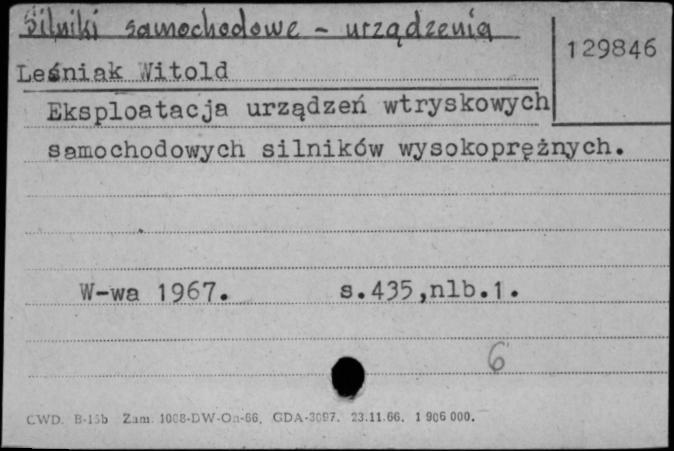 Silniki samochodowe - urządzenia
129846
Leśniak Witold
Eksploatacja urządzeń wtryskowych
samochodowych silników wysokoprężnych.
W-wa 1967. s.435,nlb.1.
6
CWD. B-15b Zam. 1008-DW-On-66. GDA-3097. 23.11.66. 1 906 000.